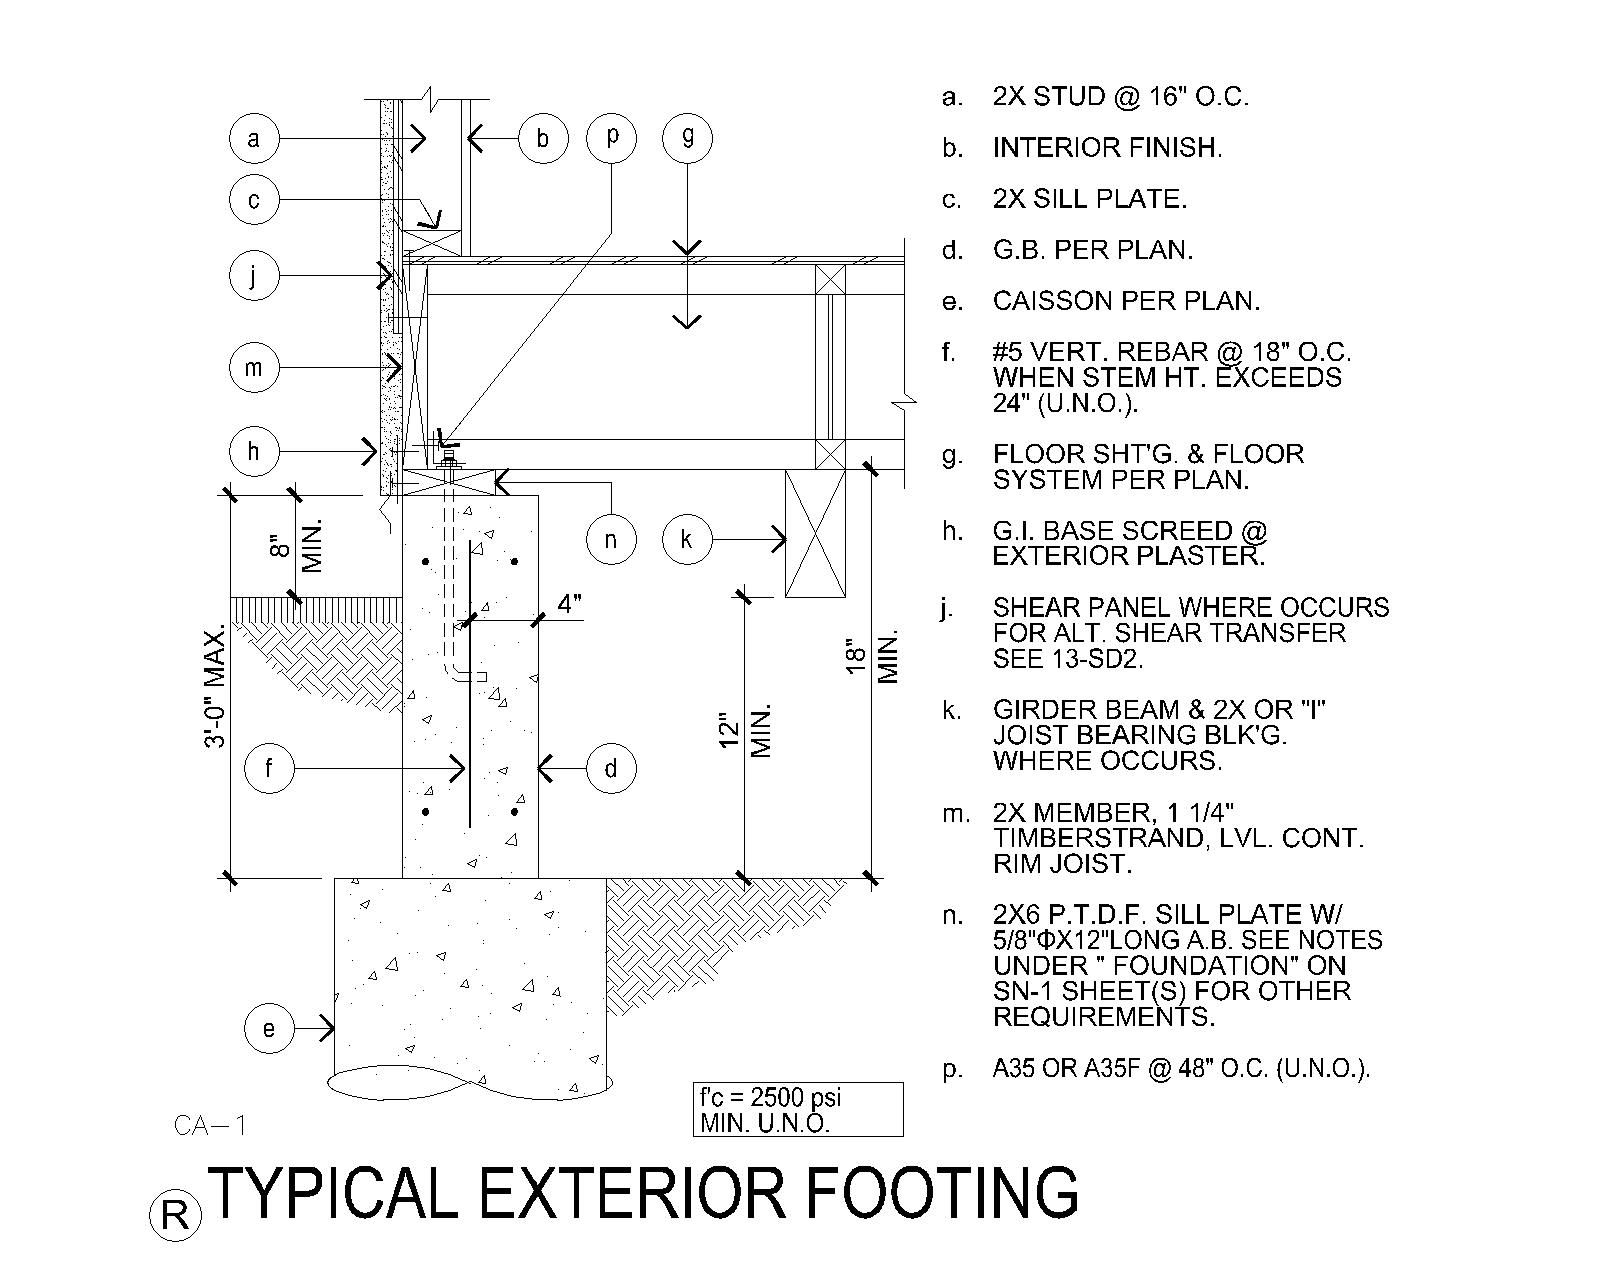 a
b
p
g
c
j
m
h
n
k
f
d
e
8"
MIN.
4"
3'-0" MAX.
12"
MIN.
18"
MIN.
a. 2X STUD @ 16" O.C.
b. INTERIOR FINISH.
c. 2X SILL PLATE.
d. G.B. PER PLAN.
e. CAISSON PER PLAN.
f. #5 VERT. REBAR @ 18" O.C.
WHEN STEM HT. EXCEEDS
24" (U.N.O.).
g. FLOOR SHT'G. & FLOOR
SYSTEM PER PLAN.
h. G.I. BASE SCREED @
EXTERIOR PLASTER.
j. SHEAR PANEL WHERE OCCURS
FOR ALT. SHEAR TRANSFER
SEE 13-SD2.
k. GIRDER BEAM & 2X OR "I"
JOIST BEARING BLK'G.
WHERE OCCURS.
m. 2X MEMBER, 1 1/4"
TIMBERSTRAND, LVL. CONT.
RIM JOIST.
n. 2X6 P.T.D.F. SILL PLATE W/
5/8"ΦX12"LONG A.B. SEE NOTES
UNDER " FOUNDATION" ON
SN-1 SHEET(S) FOR OTHER
REQUIREMENTS.
p. A35 OR A35F @ 48" O.C. (U.N.O.).
f'c = 2500 psi
MIN. U.N.O.
CA-1
R TYPICAL EXTERIOR FOOTING